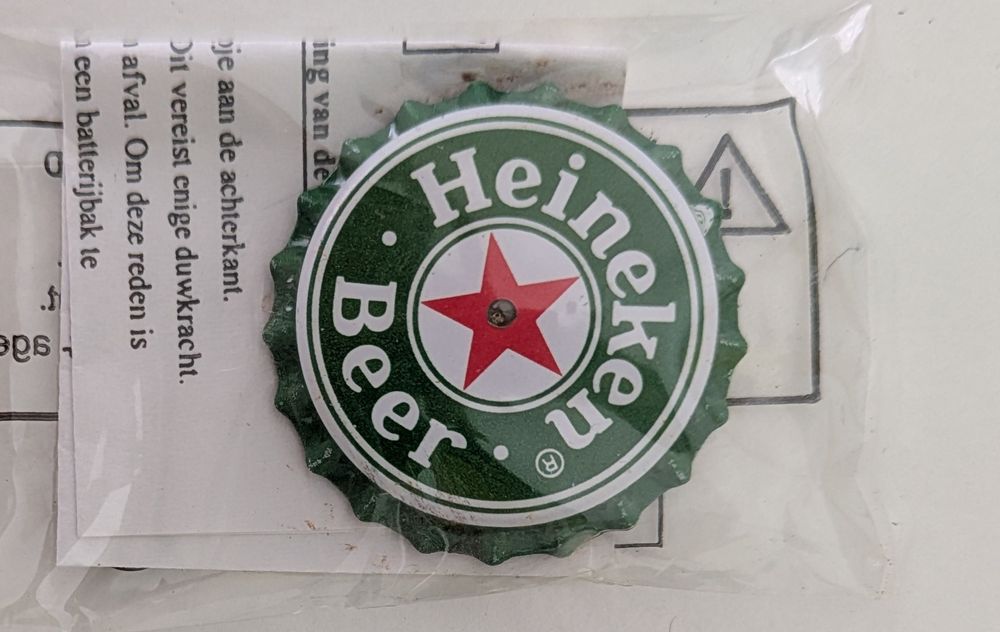 Heineken
Beer
®
ing van de
pje aan de achterkant.
Dit vereist enige duwkracht.
afval. Om deze reden is
een batterijbak te